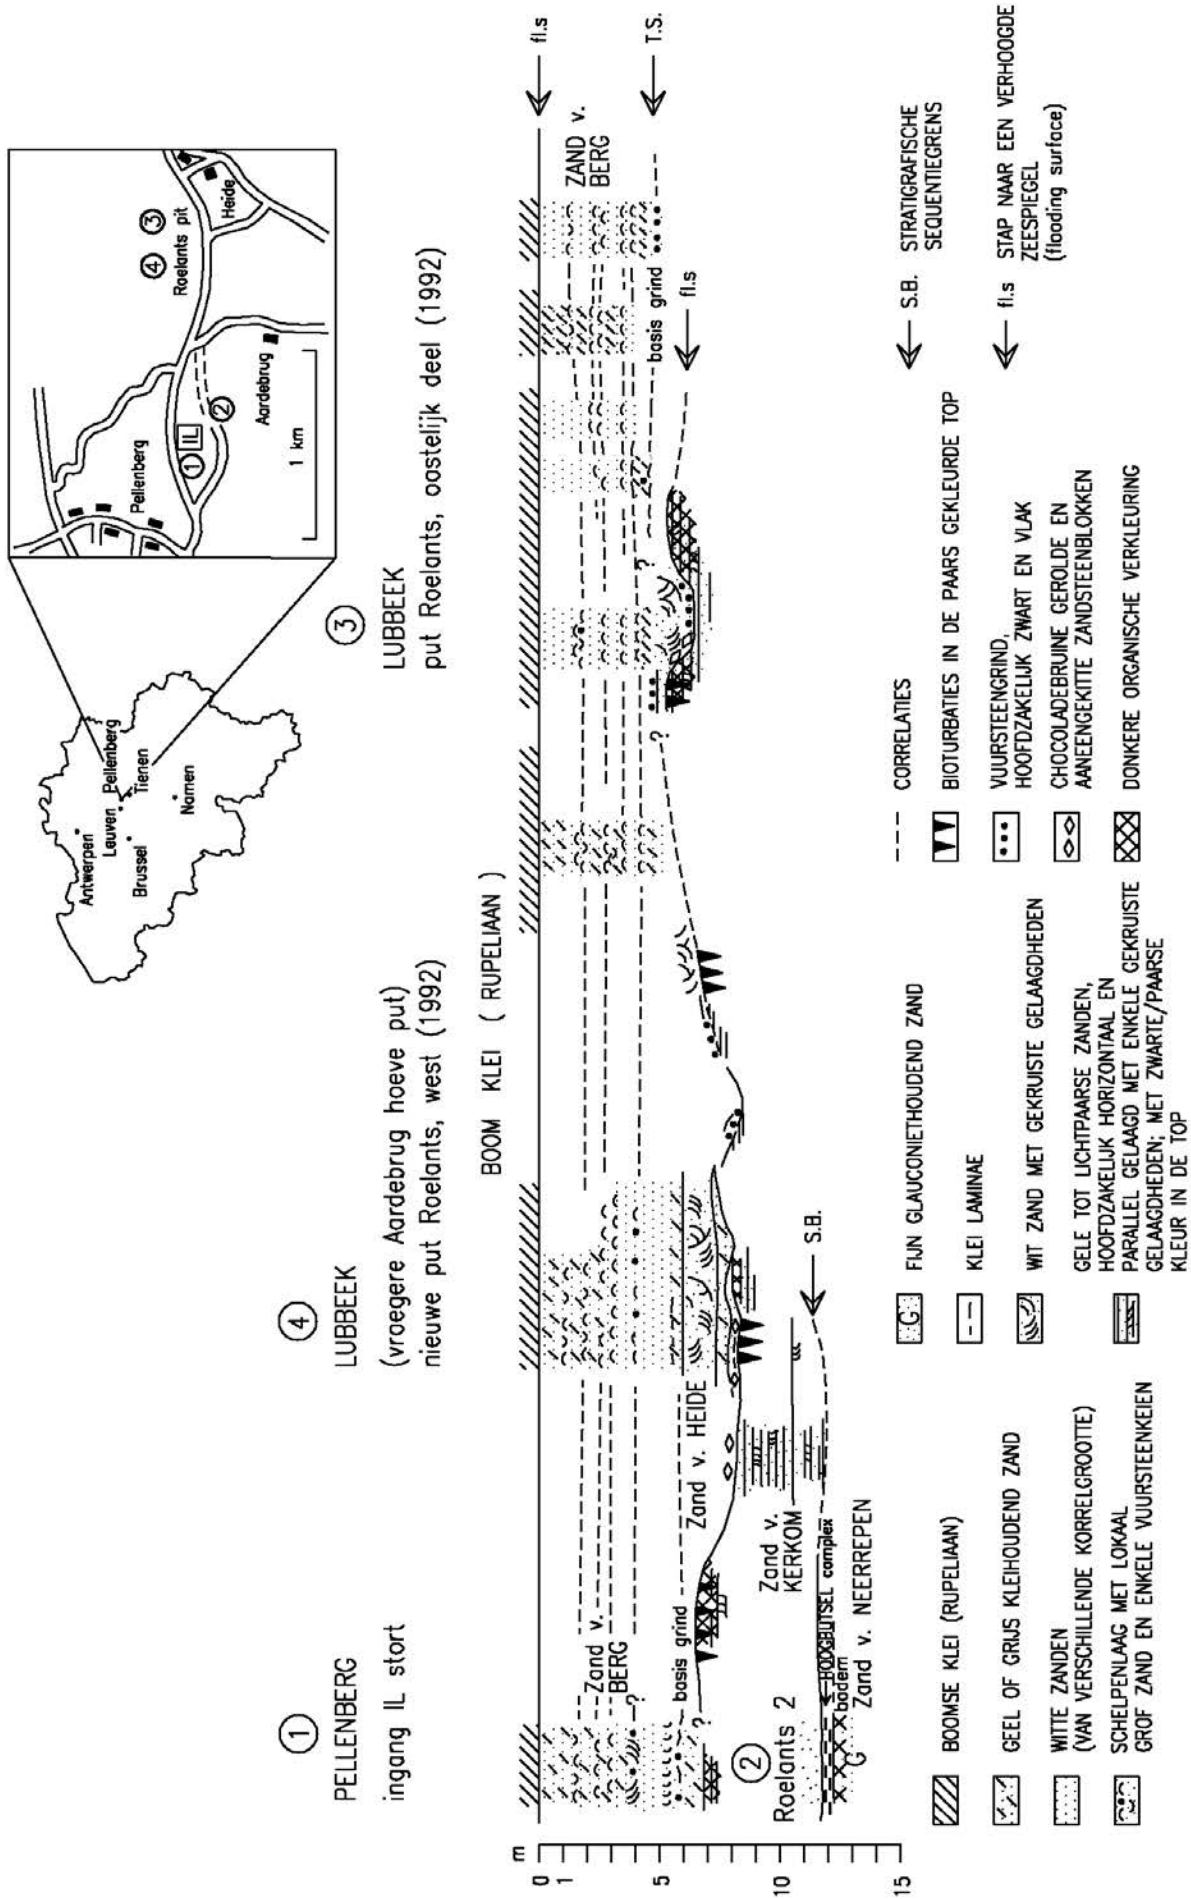 Antwerpen
Leuven
Pellenberg
Brussel
Tienen
Namen
Pellenberg
1
IL
2
4
3
Roelants pit
Heide
Aardebrug
1 km
1
PELLENBERG
ingang IL stort
4
LUBBEEK
(vroegere Aardebrug hoeve put)
nieuwe put Roelants, west (1992)
3
LUBBEEK
put Roelants, oostelijk deel (1992)
BOOM KLEI ( RUPELIAAN )
m
0
1
5
10
15
fl.s
ZAND v.
BERG
T.S.
basis grind
fl.s
Zand v.
BERG
?
basis grind
?
Zand v. HEIDE
?
?
2
Roelants 2
Zand v.
KERKOM
S.B.
HOOGBUTSEL complex
bodem
G
Zand v. NEERREPEN
BOOMSE KLEI (RUPELIAAN)
GEEL OF GRIJS KLEIHOUDEND ZAND
WITTE ZANDEN
(VAN VERSCHILLENDE KORRELGROOTTE)
SCHELPENLAAG MET LOKAAL
GROF ZAND EN ENKELE VUURSTEENKEIEN
G
FIJN GLAUCONIETHOUDEND ZAND
KLEI LAMINAE
WIT ZAND MET GEKRUISTE GELAAGDHEDEN
GELE TOT LICHTPAARSE ZANDEN,
HOOFDZAKELIJK HORIZONTAAL EN
PARALLEL GELAAGD MET ENKELE GEKRUISTE
GELAAGDHEDEN; MET ZWARTE/PAARSE
KLEUR IN DE TOP
CORRELATIES
BIOTURBATIES IN DE PAARS GEKLEURDE TOP
VUURSTEENGRIND,
HOOFDZAKELIJK ZWART EN VLAK
CHOCOLADEBRUINE GEROLDE EN
AANEENGEKITTE ZANDSTEENBLOKKEN
DONKERE ORGANISCHE VERKLEURING
S.B. STRATIGRAFISCHE
SEQUENTIEGRENS
fl.s STAP NAAR EEN VERHOOGDE
ZEESPIEGEL
(flooding surface)